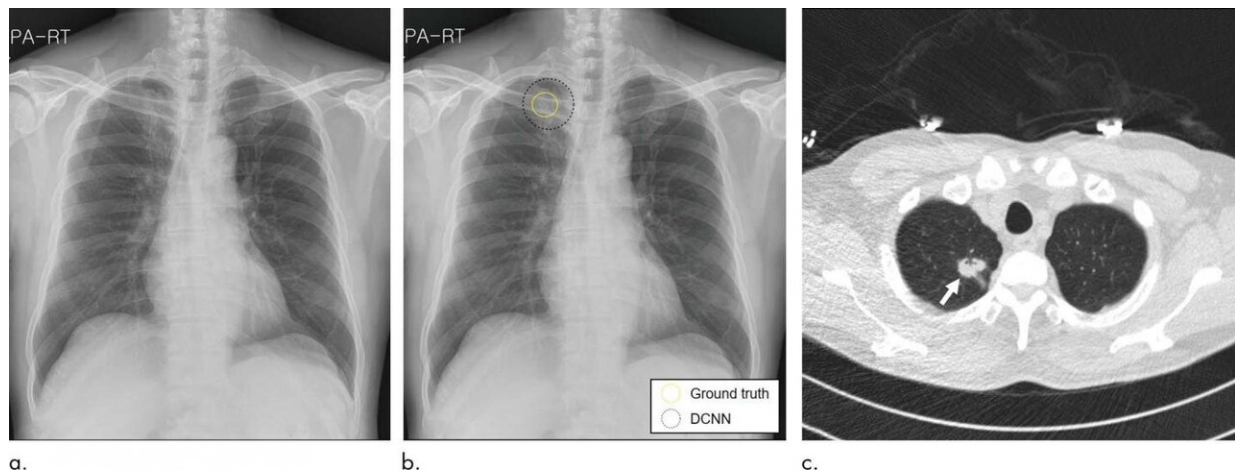 PA-RT
PA-RT
Ground truth
DCNN
a.
b.
c.